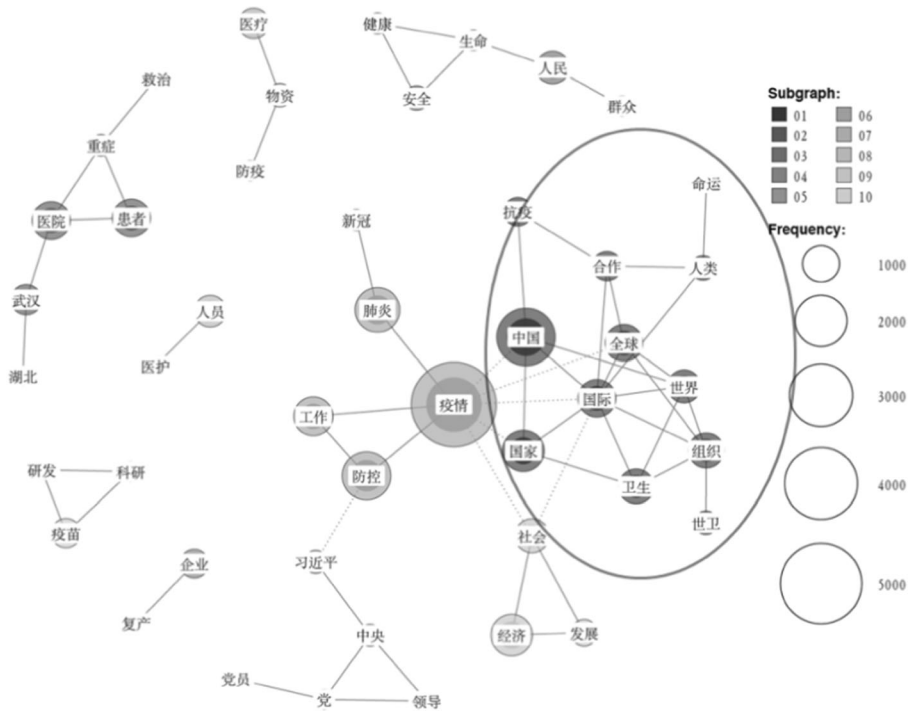 医疗
健康
生命
人民
群众
安全
物资
防疫
救治
重症
医院
患者
武汉
湖北
人员
医护
新冠
肺炎
疫情
工作
防控
习近平
中央
党员
党
领导
研发
科研
疫苗
企业
复产
抗疫
命运
合作
人类
中国
全球
国际
世界
国家
组织
卫生
世卫
社会
经济
发展
Subgraph:
01
02
03
04
05
06
07
08
09
10
Frequency:
1000
2000
3000
4000
5000